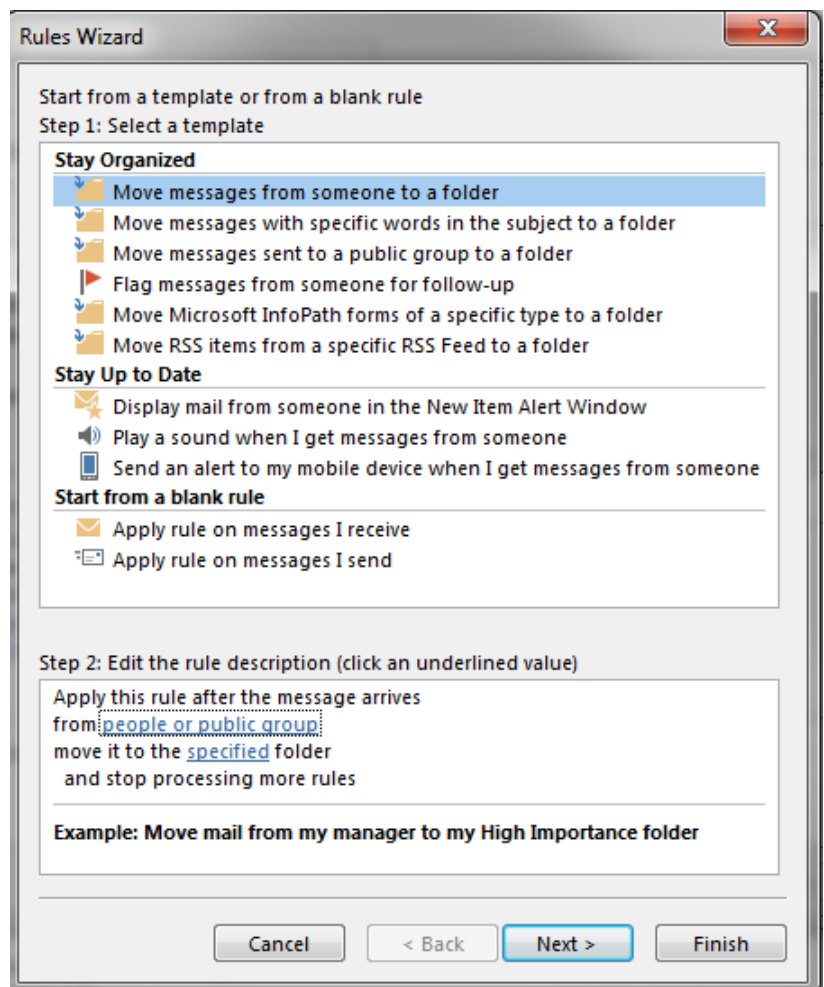 Rules Wizard
Start from a template or from a blank rule
Step 1: Select a template
Stay Organized
Move messages from someone to a folder
Move messages with specific words in the subject to a folder
Move messages sent to a public group to a folder
Flag messages from someone for follow-up
Move Microsoft InfoPath forms of a specific type to a folder
Move RSS items from a specific RSS Feed to a folder
Stay Up to Date
Display mail from someone in the New Item Alert Window
Play a sound when I get messages from someone
Send an alert to my mobile device when I get messages from someone
Start from a blank rule
Apply rule on messages I receive
Apply rule on messages I send
Step 2: Edit the rule description (click an underlined value)
Apply this rule after the message arrives
from people or public group
move it to the specified folder
and stop processing more rules
Example: Move mail from my manager to my High Importance folder
Cancel < Back Next > Finish